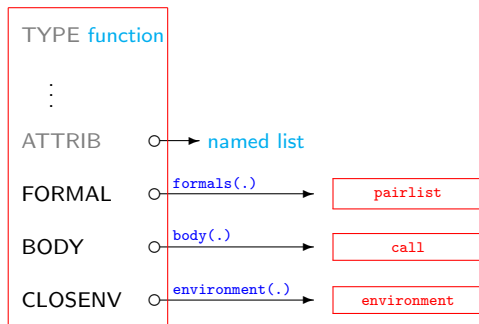 TYPE function
⋮
ATTRIB named list
FORMAL formals(.) pairlist
BODY body(.) call
CLOSENV environment(.) environment